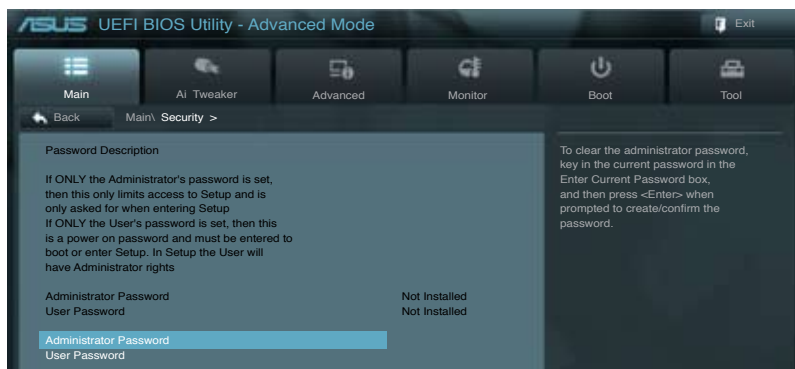 ASUS UEFI BIOS Utility - Advanced Mode
Exit
Main
Ai Tweaker
Advanced
Monitor
Boot
Tool
Back
Main\ Security >
Password Description
If ONLY the Administrator's password is set,
then this only limits access to Setup and is
only asked for when entering Setup
If ONLY the User's password is set, then this
is a power on password and must be entered to
boot or enter Setup. In Setup the User will
have Administrator rights
Administrator Password Not Installed
User Password Not Installed
Administrator Password
User Password
To clear the administrator password,
key in the current password in the
Enter Current Password box,
and then press <Enter> when
prompted to create/confirm the
password.